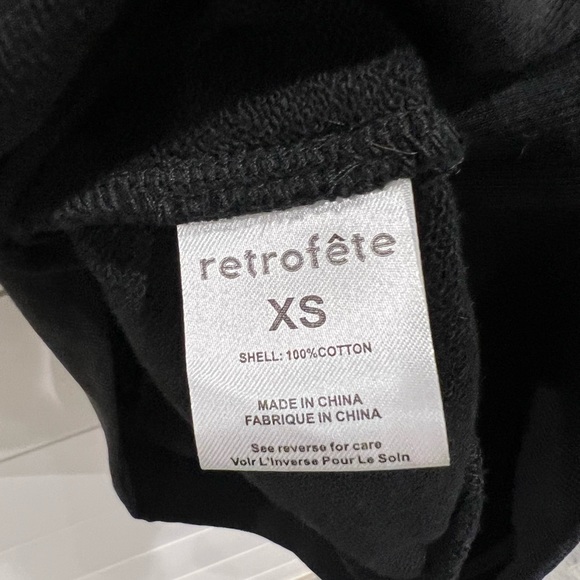 retrofête
XS
SHELL: 100%COTTON
MADE IN CHINA
FABRIQUE IN CHINA
See reverse for care
Voir L'Inverse Pour Le Soin